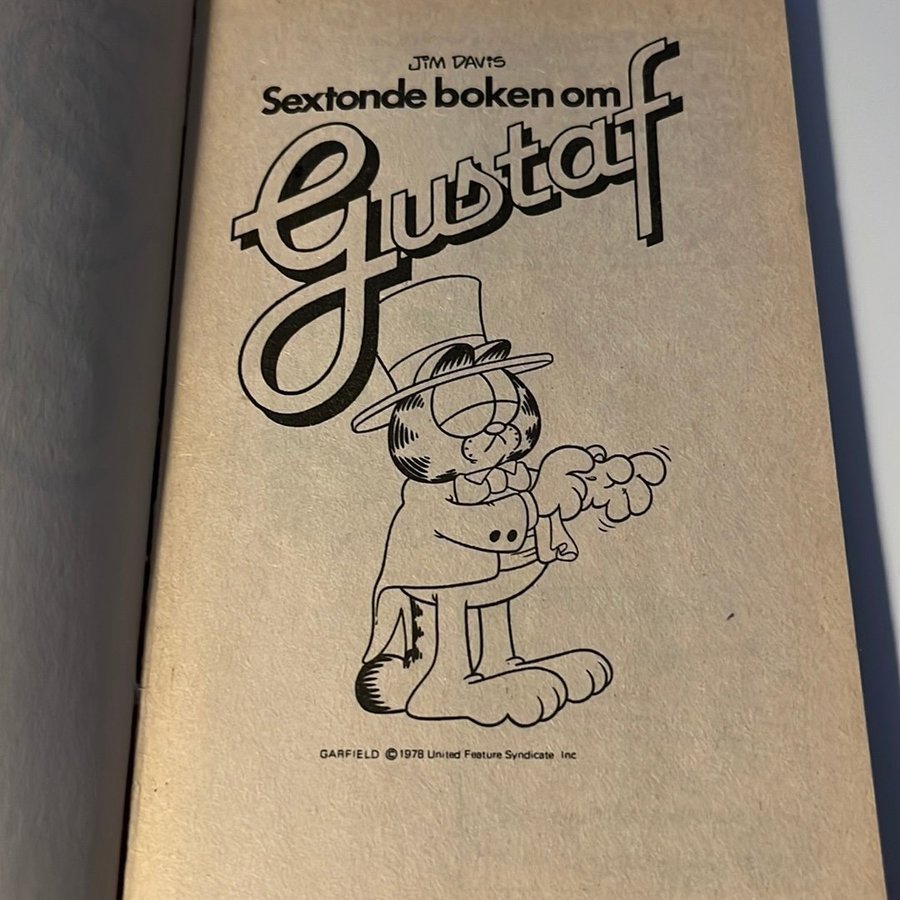 JIM DAVIS
Sextonde boken om
Gustaf
GARFIELD © 1978 United Feature Syndicate Inc